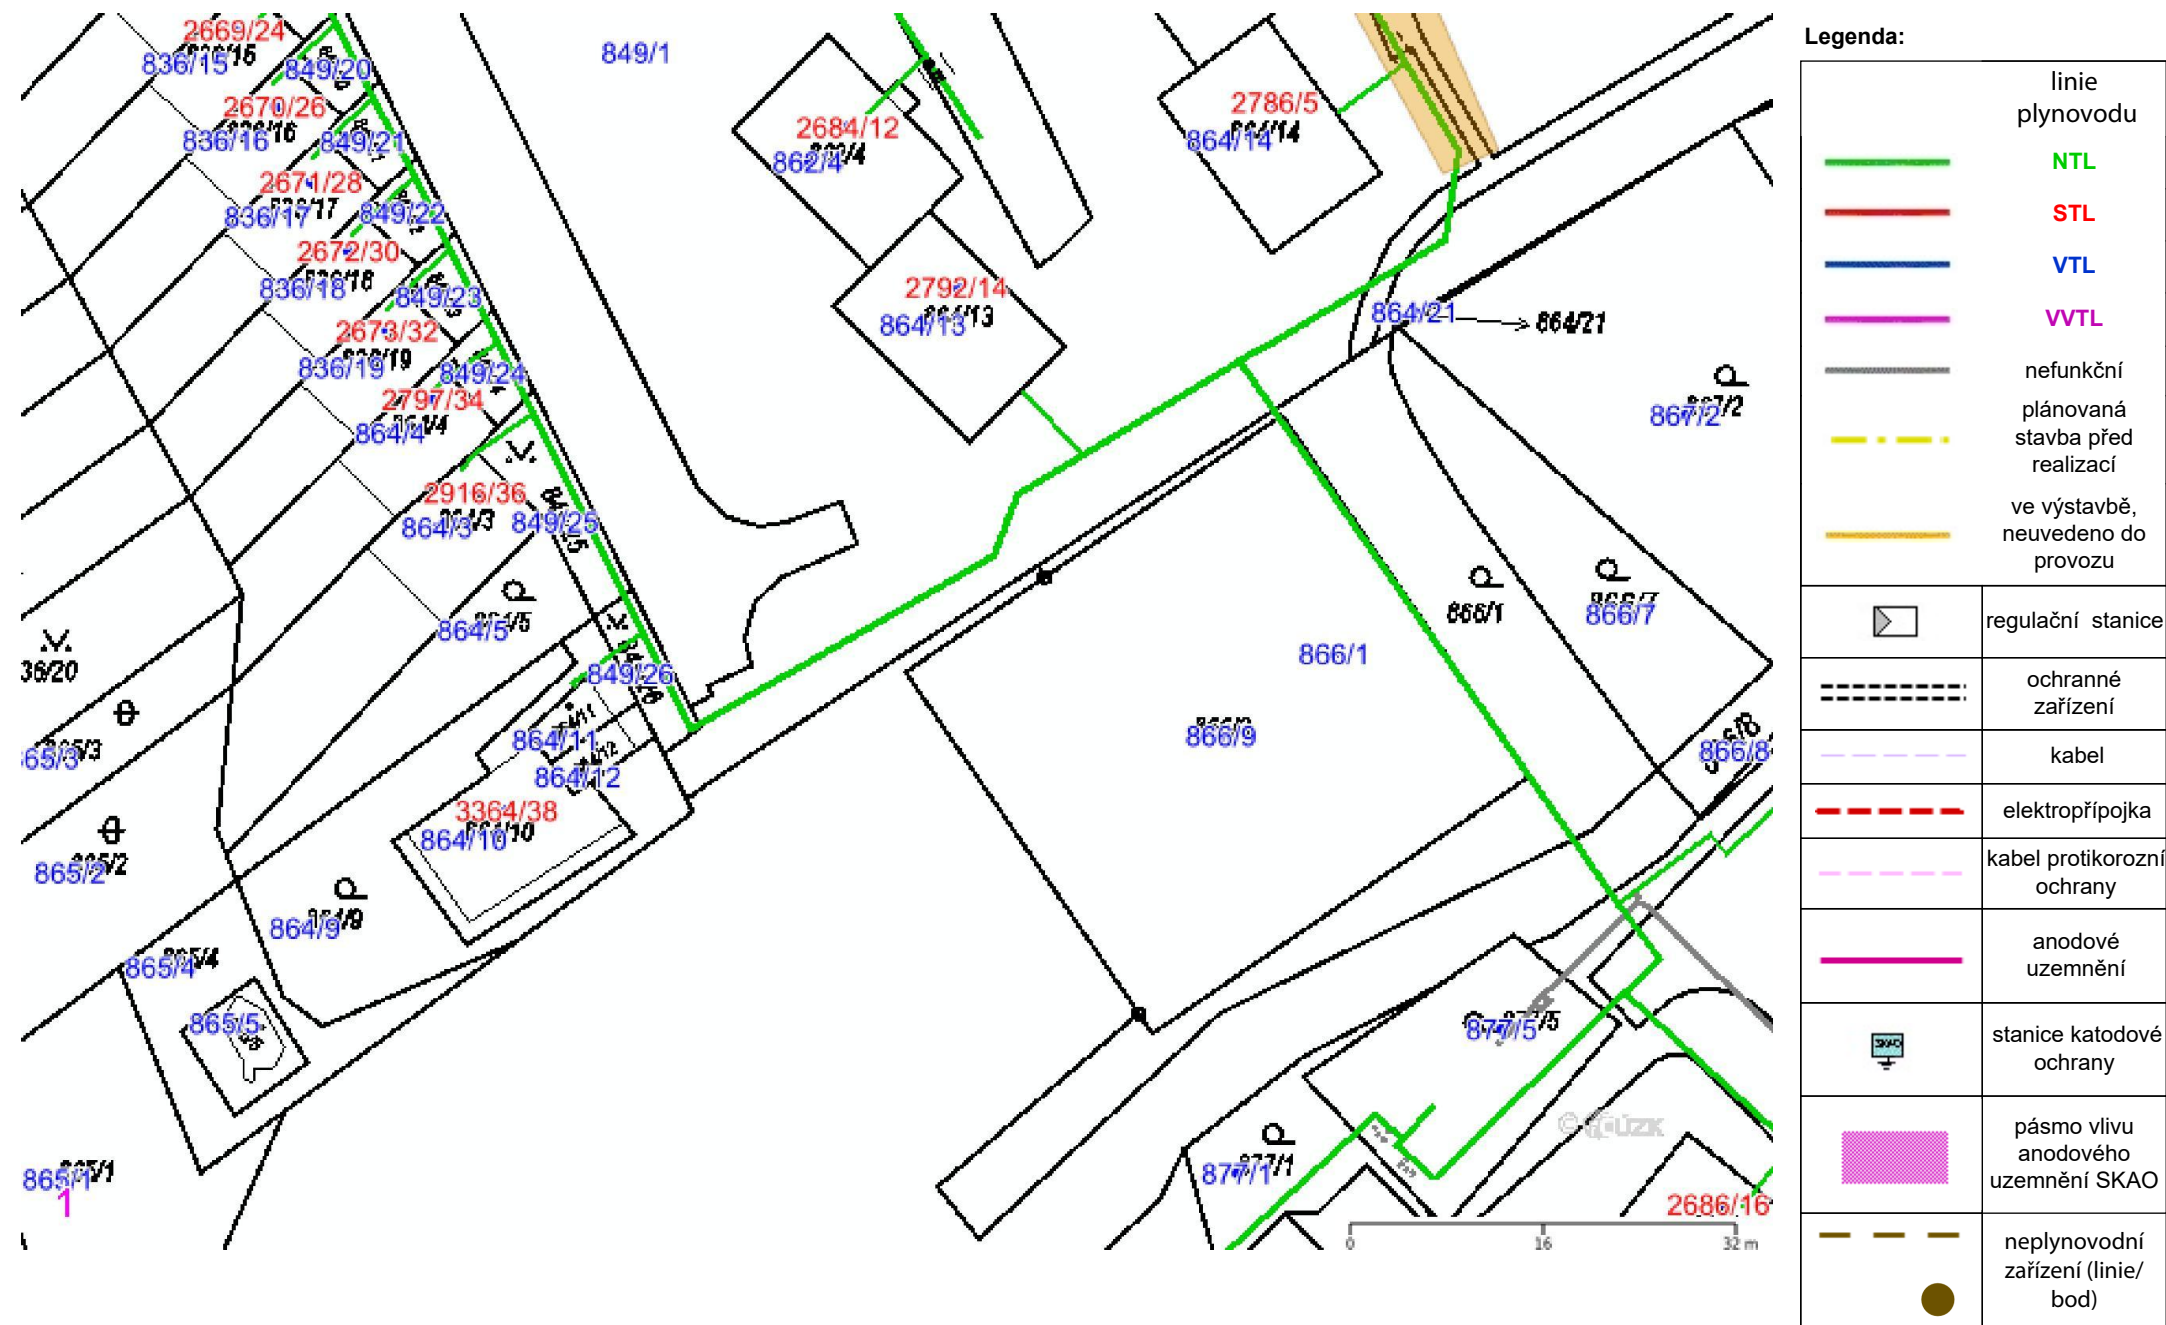 2669/24
836/15
849/20
2670/26
836/16
849/21
2671/28
836/17
849/22
2672/30
836/18
849/23
2673/32
836/19
849/24
2797/34
864/4
2916/36
864/3
849/25
864/5
849/26
36/20
864/11
864/12
3364/38
864/10
65/3
865/2
864/9
865/4
865/5
865/1
1
849/1
2684/12
862/4
2792/14
864/13
2786/5
864/14
864/21
864/21
867/2
866/1
866/1
866/7
866/9
866/8
877/5
877/1
2686/16
© ČÚZK
0 16 32 m
Legenda:
linie
plynovodu
NTL
STL
VTL
VVTL
nefunkční
plánovaná
stavba před
realizací
ve výstavbě,
neuvedeno do
provozu
regulační stanice
ochranné
zařízení
kabel
elektropřípojka
kabel protikorozní
ochrany
anodové
uzemnění
SKAO
stanice katodové
ochrany
pásmo vlivu
anodového
uzemnění SKAO
neplynovodní
zařízení (linie/
bod)